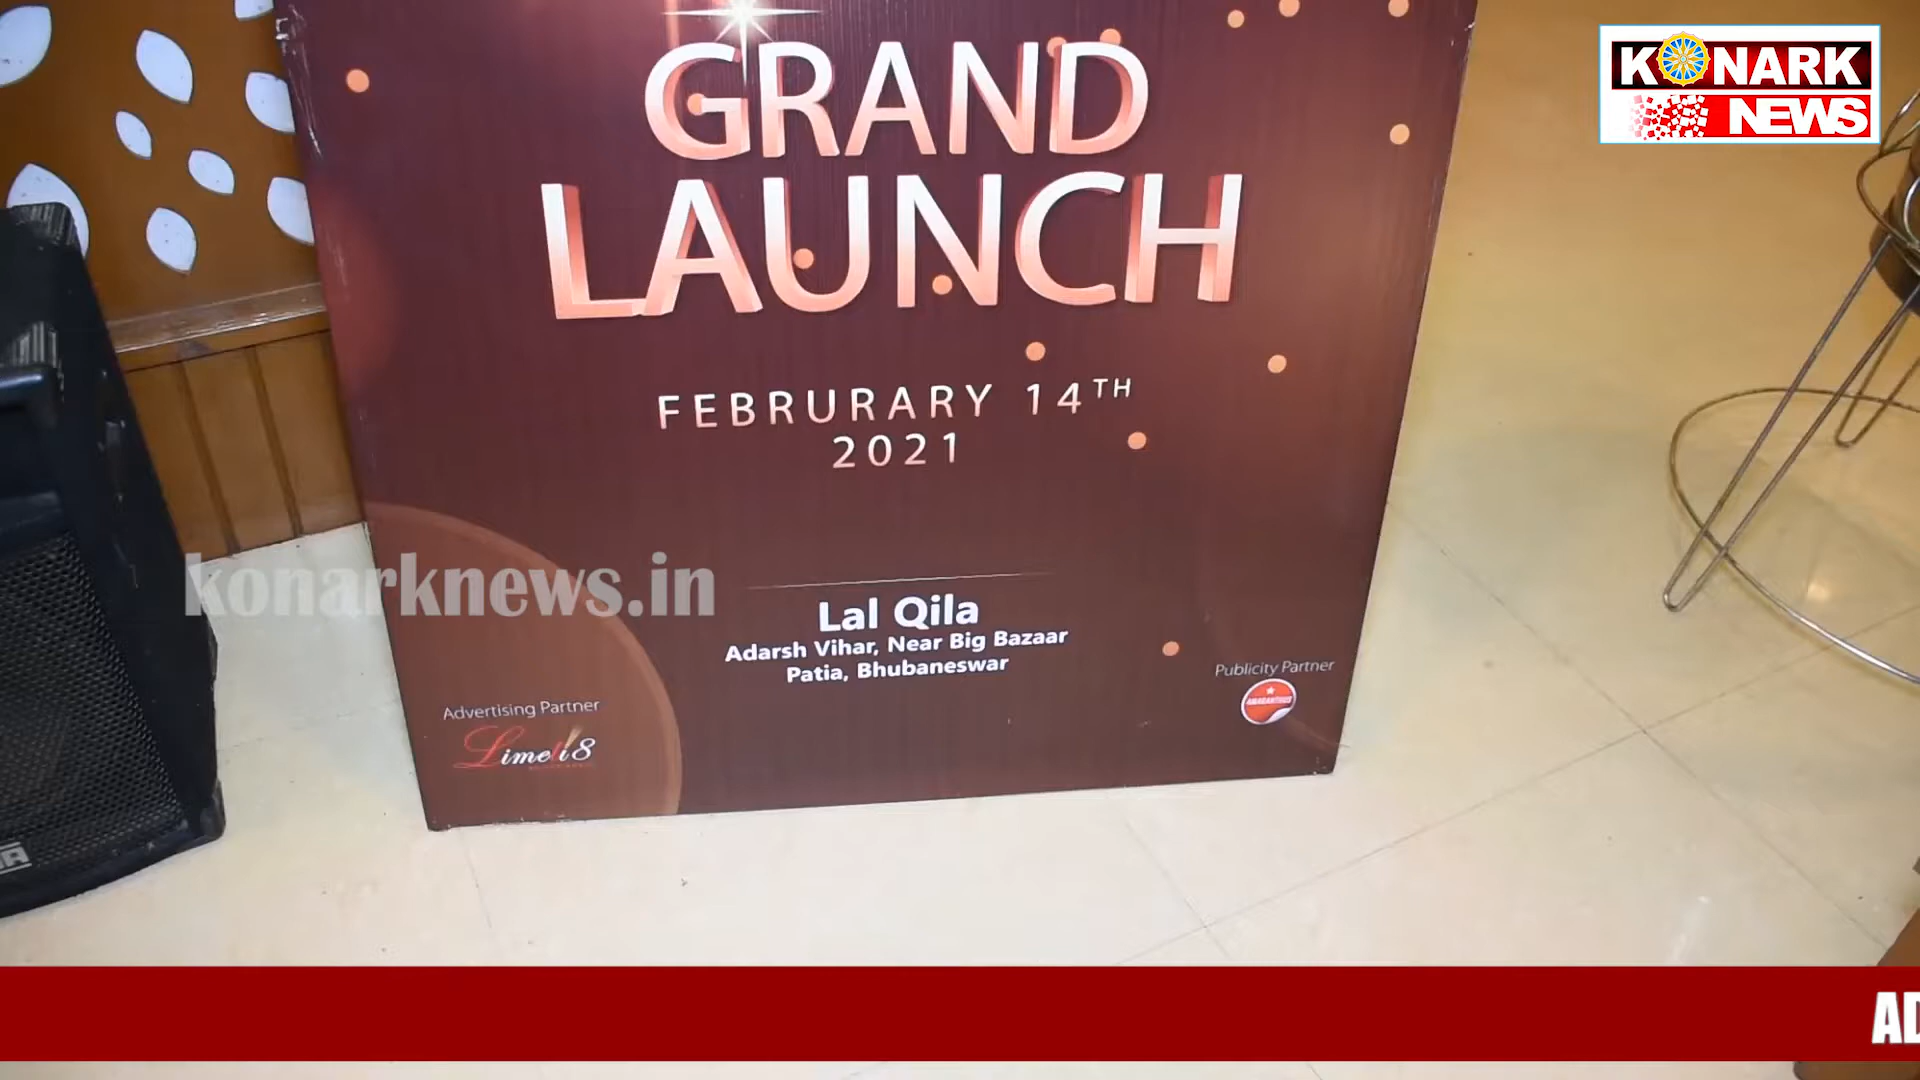 KONARK
NEWS
GRAND
LAUNCH
FEBRURARY 14TH
2021
konarknews.in
Lal Qila
Adarsh Vihar, Near Big Bazaar
Patia, Bhubaneswar
Publicity Partner
Advertising Partner
Limeli8
AD